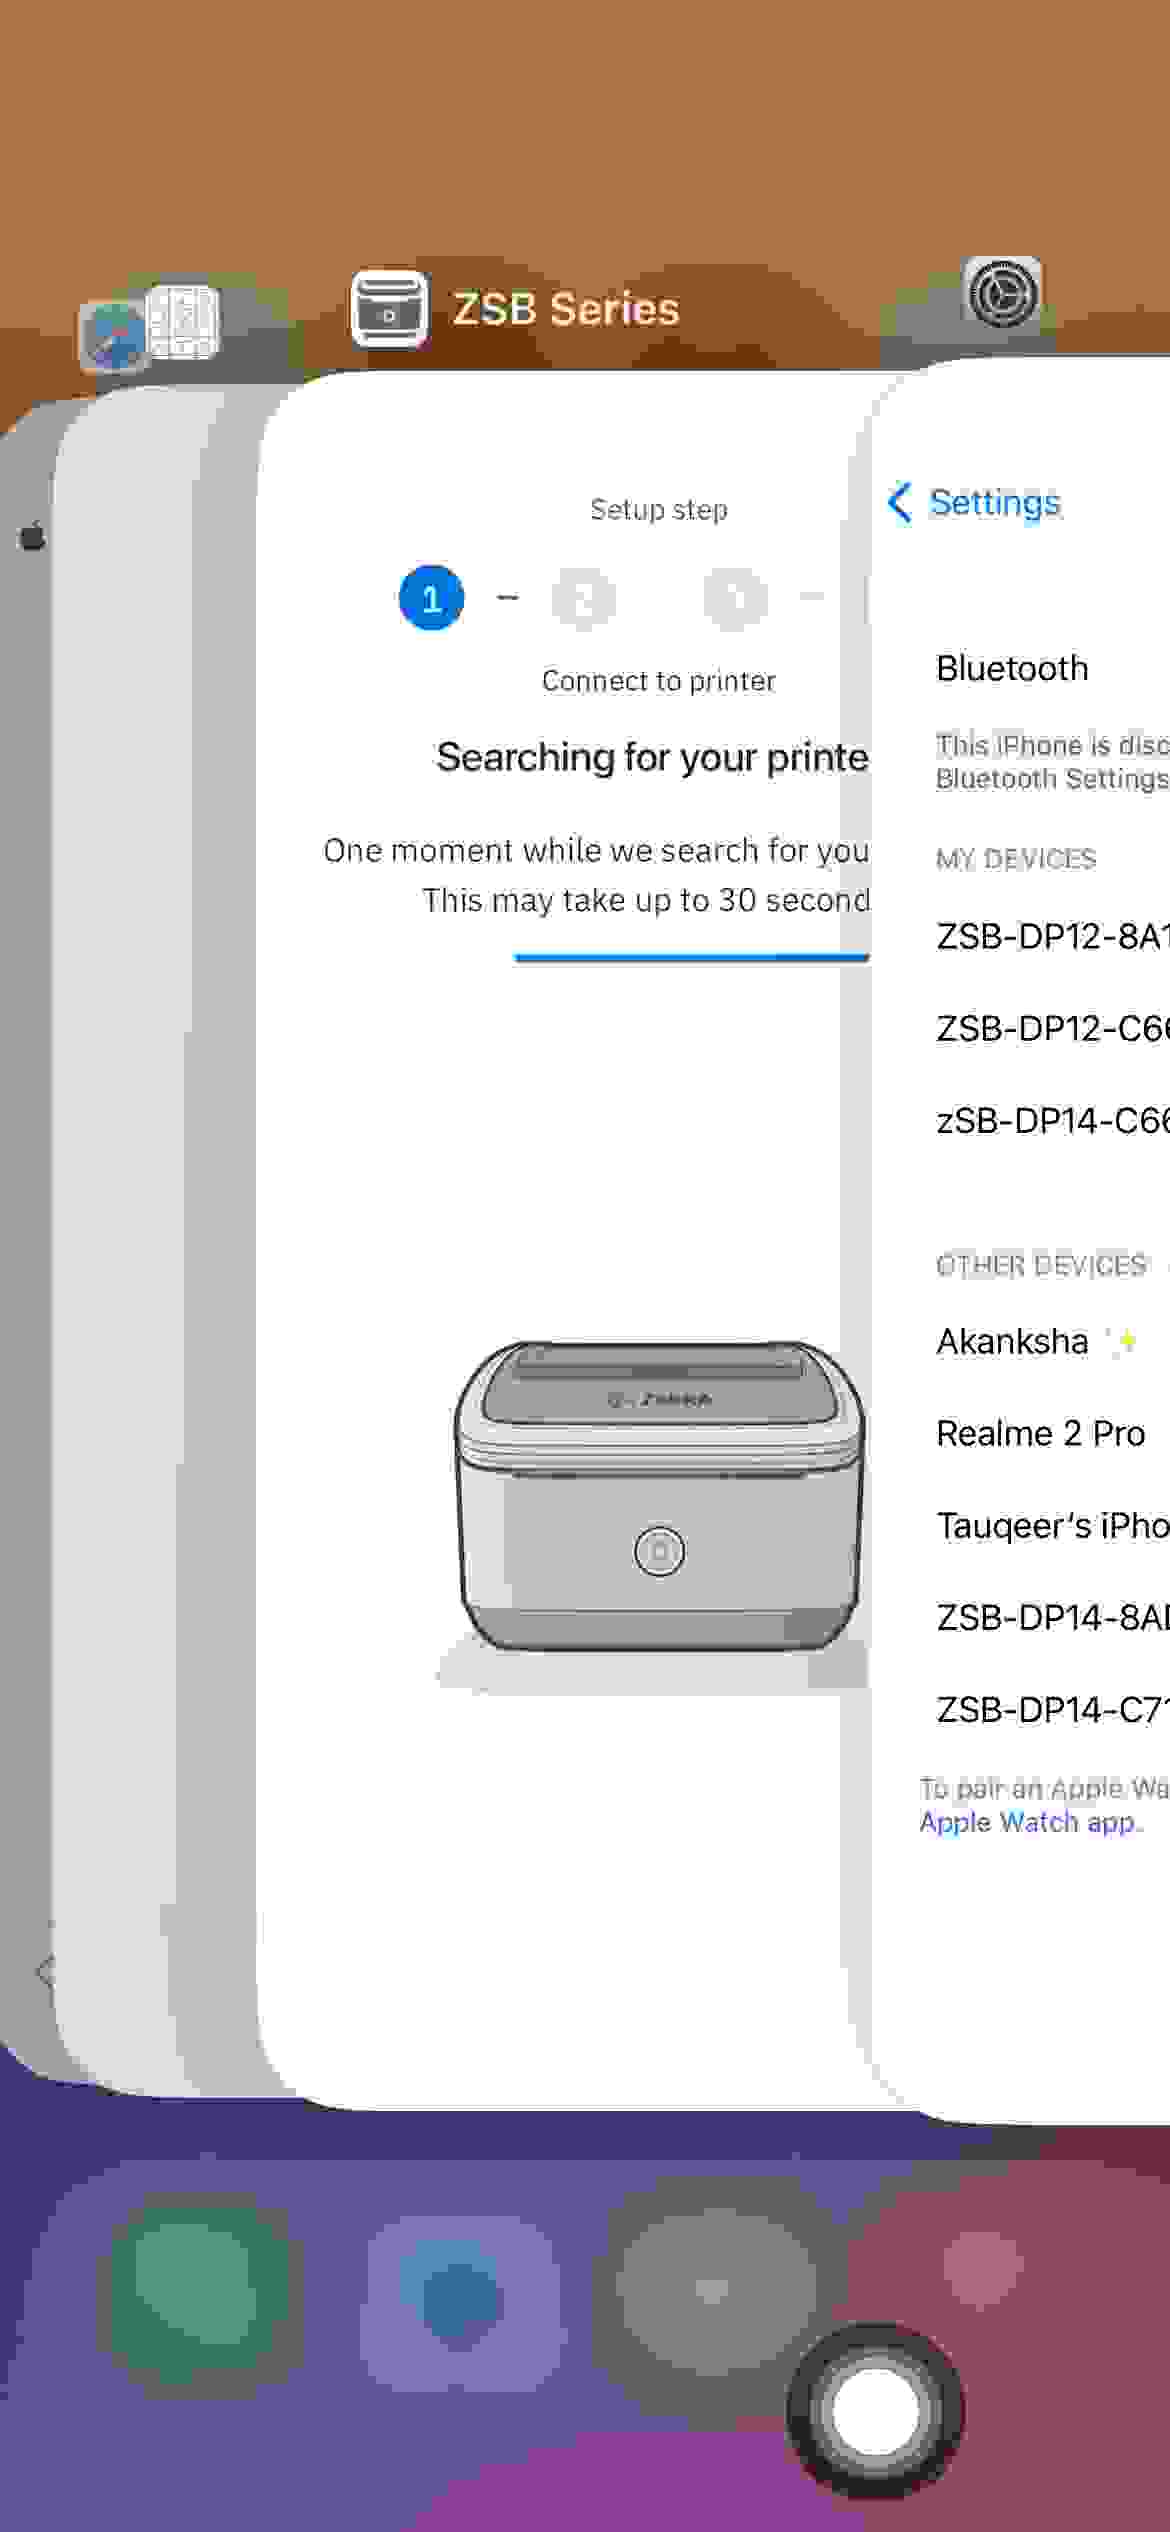 ZSB Series
Setup step
1
Connect to printer
Searching for your printe
One moment while we search for you
This may take up to 30 second
Settings
Bluetooth
This iPhone is disc
Bluetooth Settings
MY DEVICES
ZSB-DP12-8A1
ZSB-DP12-C66
zSB-DP14-C66
OTHER DEVICES
Akanksha ✨
Realme 2 Pro
Tauqeer's iPho
ZSB-DP14-8AD
ZSB-DP14-C71
To pair an Apple Wa
Apple Watch app.